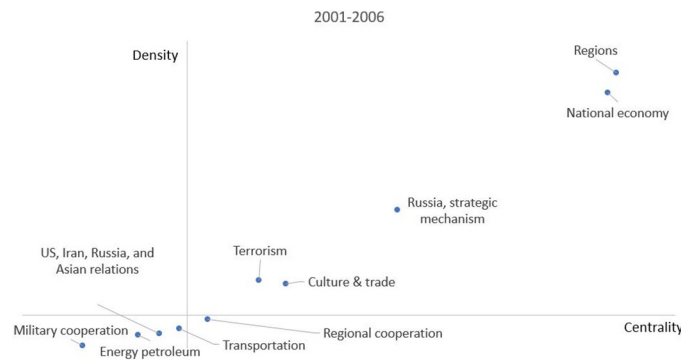 2001-2006
Density
Regions
National economy
Russia, strategic
mechanism
Terrorism
US, Iran, Russia, and
Asian relations
Culture & trade
Centrality
Military cooperation
Regional cooperation
Transportation
Energy petroleum